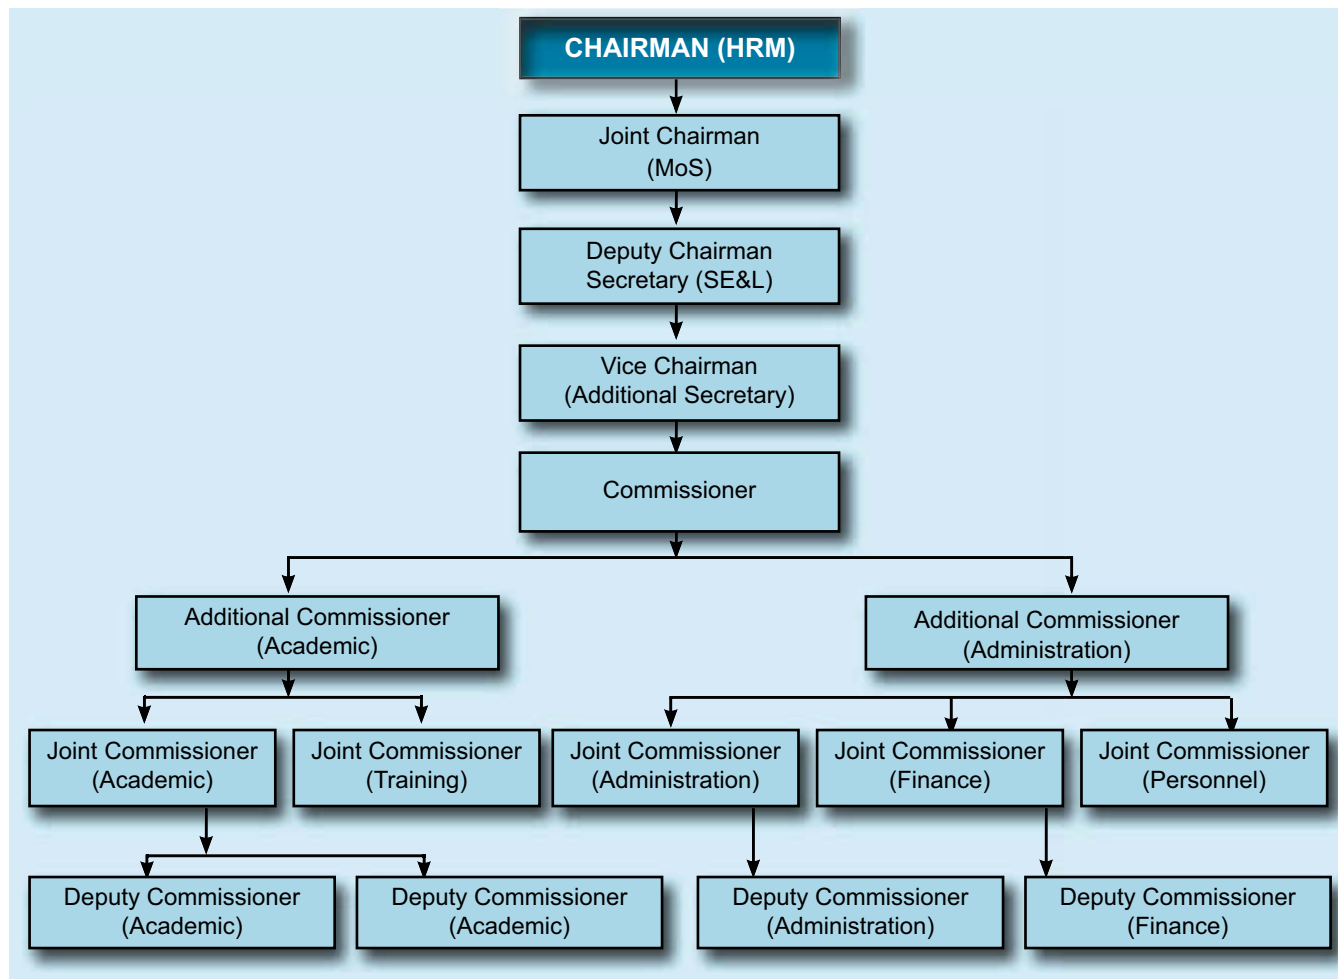 CHAIRMAN (HRM)
Joint Chairman
(MoS)
Deputy Chairman
Secretary (SE&L)
Vice Chairman
(Additional Secretary)
Commissioner
Additional Commissioner
(Academic)
Additional Commissioner
(Administration)
Joint Commissioner
(Academic)
Joint Commissioner
(Training)
Joint Commissioner
(Administration)
Joint Commissioner
(Finance)
Joint Commissioner
(Personnel)
Deputy Commissioner
(Academic)
Deputy Commissioner
(Academic)
Deputy Commissioner
(Administration)
Deputy Commissioner
(Finance)